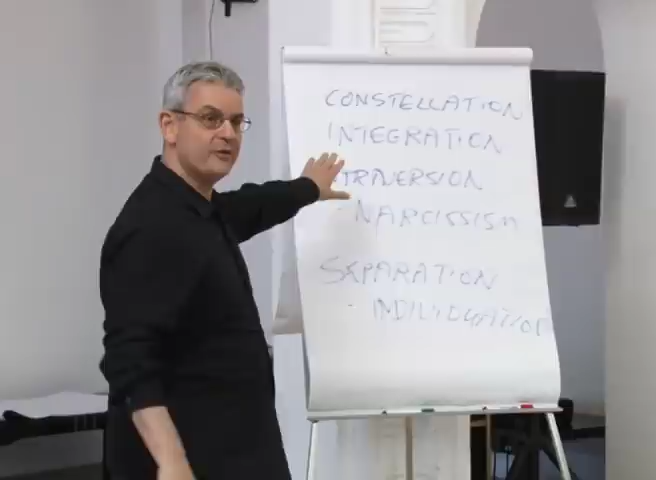 CONSTELLATION
INTEGRATION
- NARCISSISM
SEPARATION
- INDIVIDUATION